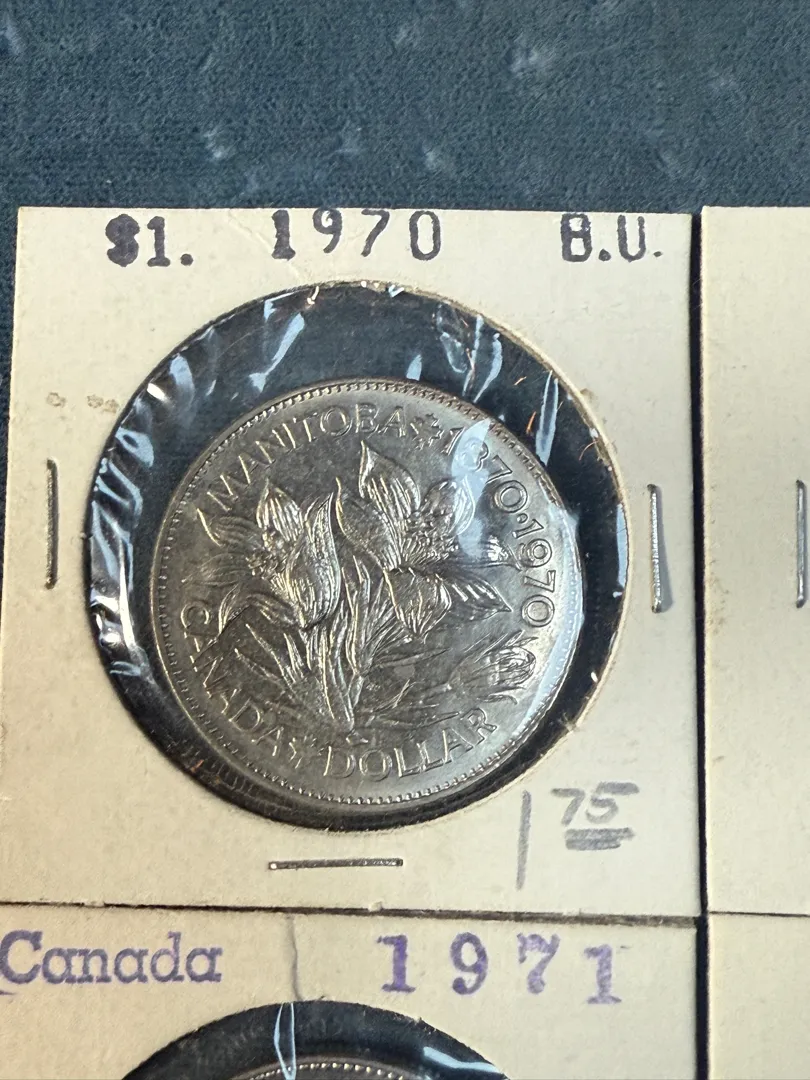 $1. 1970 B.U.
MANITOBA 1870·1970
CANADA DOLLAR
1 75
Canada 1971